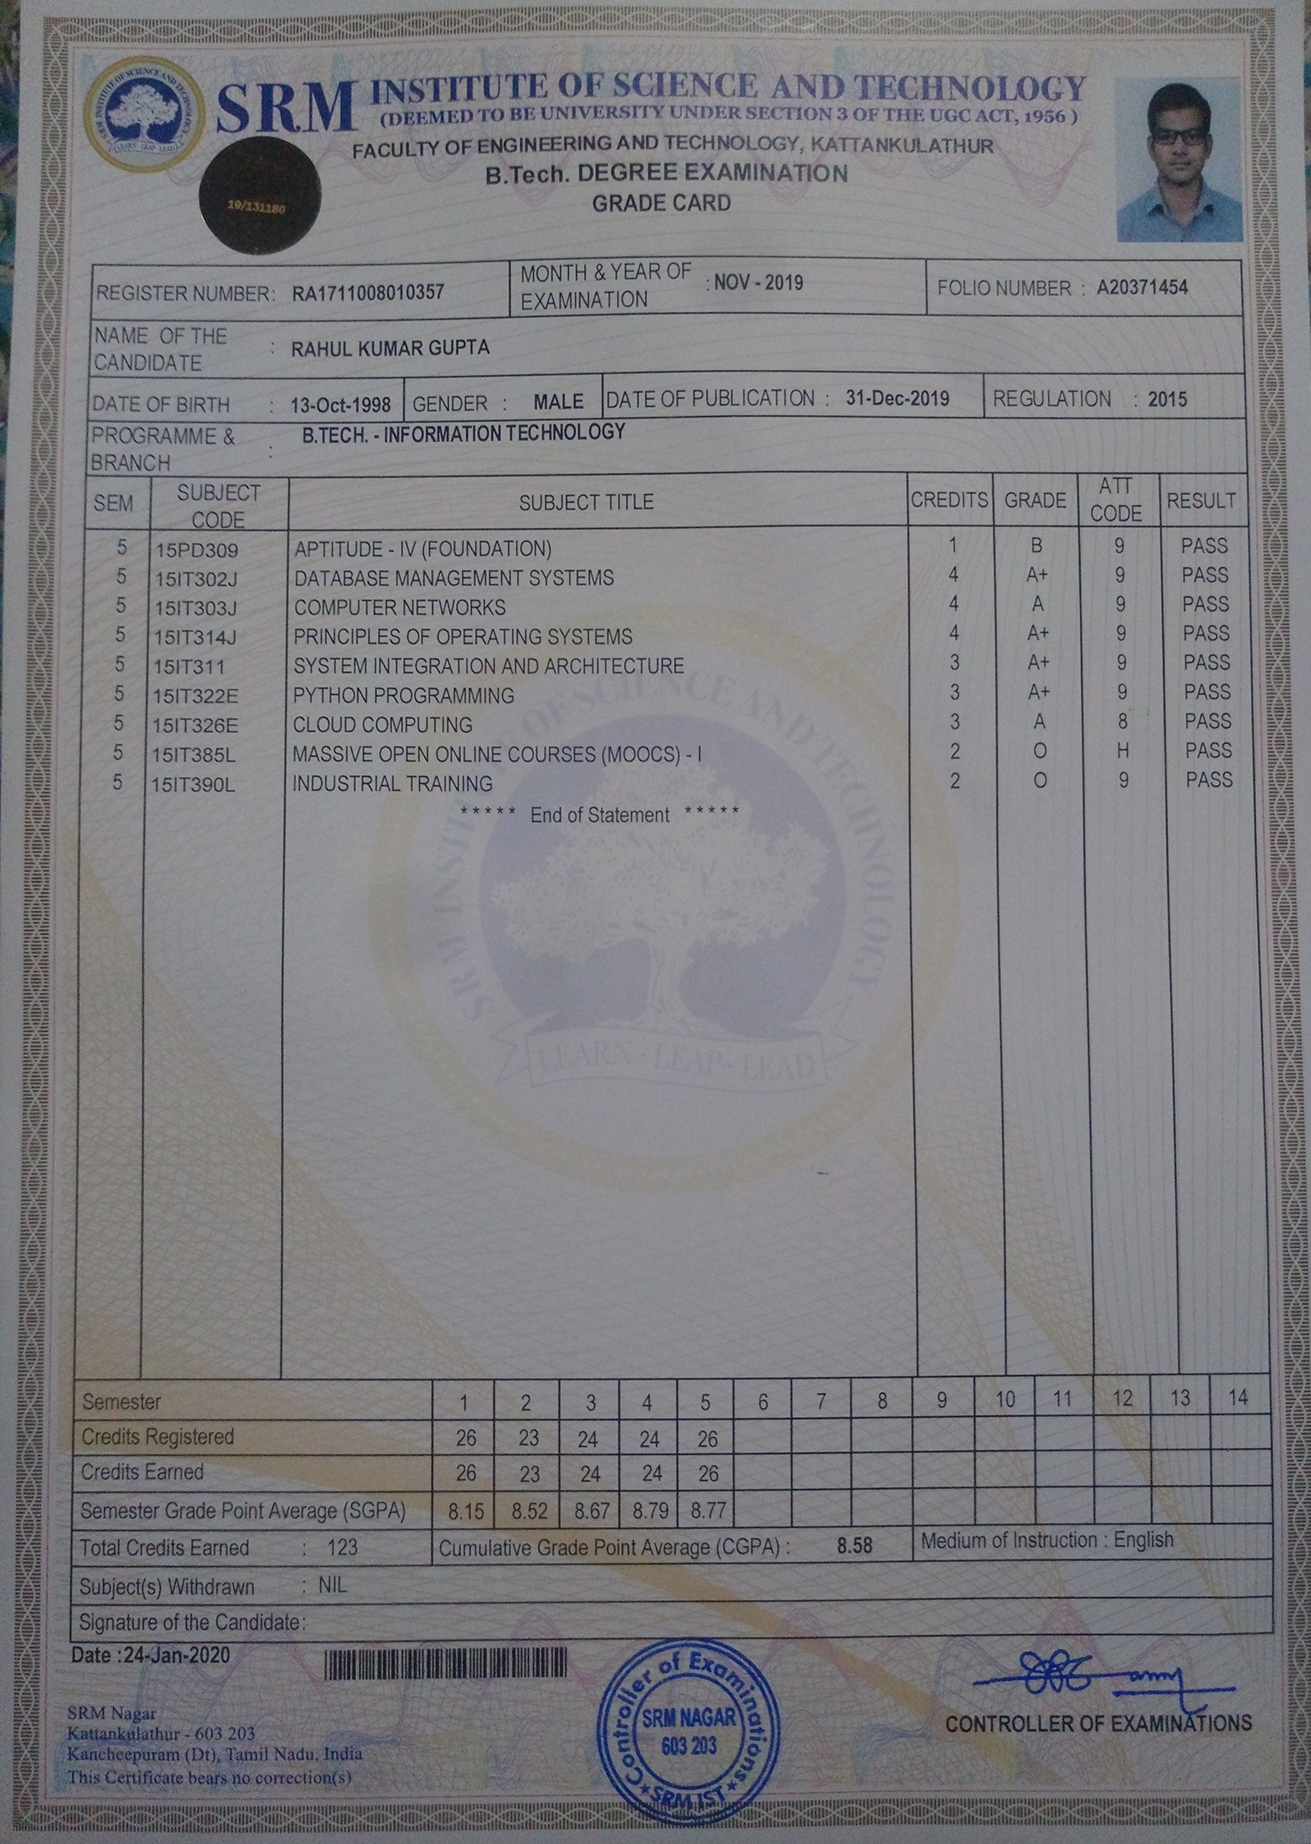 SRM INSTITUTE OF SCIENCE AND TECHNOLOGY
(DEEMED TO BE UNIVERSITY UNDER SECTION 3 OF THE UGC ACT, 1956 )
FACULTY OF ENGINEERING AND TECHNOLOGY, KATTANKULATHUR
B.Tech. DEGREE EXAMINATION
GRADE CARD
19/131180
REGISTER NUMBER: RA1711008010357 MONTH & YEAR OF EXAMINATION : NOV - 2019 FOLIO NUMBER : A20371454
NAME OF THE CANDIDATE : RAHUL KUMAR GUPTA
DATE OF BIRTH : 13-Oct-1998 GENDER : MALE DATE OF PUBLICATION : 31-Dec-2019 REGULATION : 2015
PROGRAMME & BRANCH : B.TECH. - INFORMATION TECHNOLOGY
SEM SUBJECT CODE SUBJECT TITLE CREDITS GRADE ATT CODE RESULT
5 15PD309 APTITUDE - IV (FOUNDATION) 1 B 9 PASS
5 15IT302J DATABASE MANAGEMENT SYSTEMS 4 A+ 9 PASS
5 15IT303J COMPUTER NETWORKS 4 A 9 PASS
5 15IT314J PRINCIPLES OF OPERATING SYSTEMS 4 A+ 9 PASS
5 15IT311 SYSTEM INTEGRATION AND ARCHITECTURE 3 A+ 9 PASS
5 15IT322E PYTHON PROGRAMMING 3 A+ 9 PASS
5 15IT326E CLOUD COMPUTING 3 A 8 PASS
5 15IT385L MASSIVE OPEN ONLINE COURSES (MOOCS) - I 2 O H PASS
5 15IT390L INDUSTRIAL TRAINING 2 O 9 PASS
***** End of Statement *****
SRM INSTITUTE OF SCIENCE AND TECHNOLOGY
LEARN - LEAP - LEAD
Semester 1 2 3 4 5 6 7 8 9 10 11 12 13 14
Credits Registered 26 23 24 24 26
Credits Earned 26 23 24 24 26
Semester Grade Point Average (SGPA) 8.15 8.52 8.67 8.79 8.77
Total Credits Earned : 123 Cumulative Grade Point Average (CGPA) : 8.58 Medium of Instruction : English
Subject(s) Withdrawn : NIL
Signature of the Candidate:
Date :24-Jan-2020
SRM Nagar
Kattankulathur - 603 203
Kancheepuram (Dt), Tamil Nadu, India
This Certificate bears no correction(s)
Controller of Examinations
SRM NAGAR
603 203
★ SRM IST ★
CONTROLLER OF EXAMINATIONS